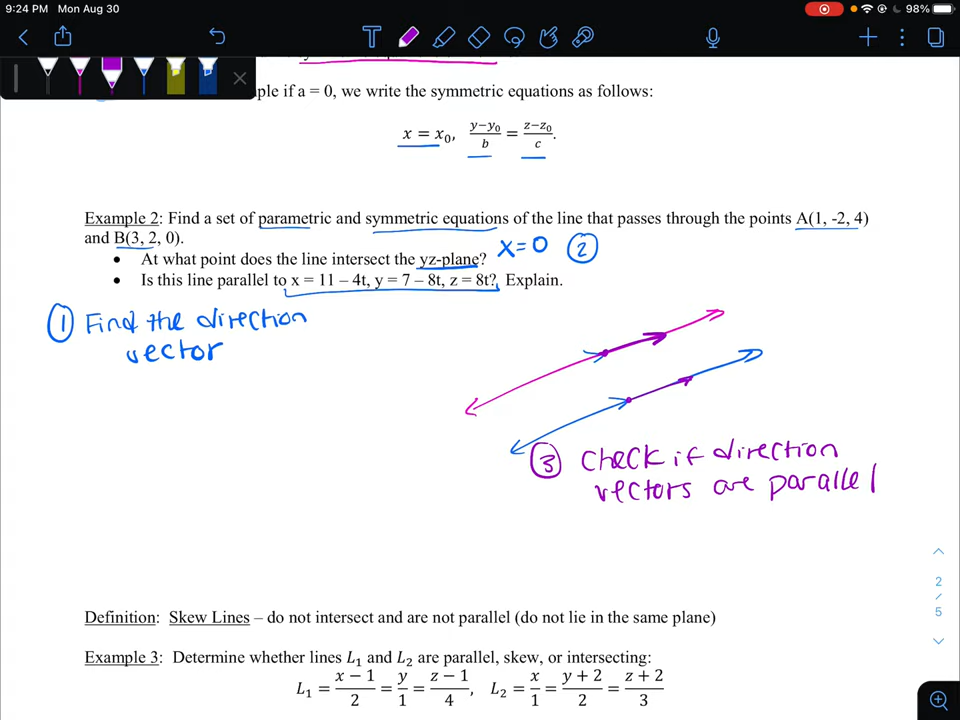 9:24 PM Mon Aug 30 98%
ple if a = 0, we write the symmetric equations as follows:
x = x₀, (y−y₀)/b = (z−z₀)/c.
Example 2: Find a set of parametric and symmetric equations of the line that passes through the points A(1, -2, 4)
and B(3, 2, 0).
• At what point does the line intersect the yz-plane? x=0 ②
• Is this line parallel to x = 11 – 4t, y = 7 – 8t, z = 8t?, Explain.
① Find the direction
vector
③ Check if direction
vectors are parallel
2
/
5
Definition: Skew Lines – do not intersect and are not parallel (do not lie in the same plane)
Example 3: Determine whether lines L₁ and L₂ are parallel, skew, or intersecting:
L₁ = (x − 1)/2 = y/1 = (z − 1)/4, L₂ = x/1 = (y + 2)/2 = (z + 2)/3